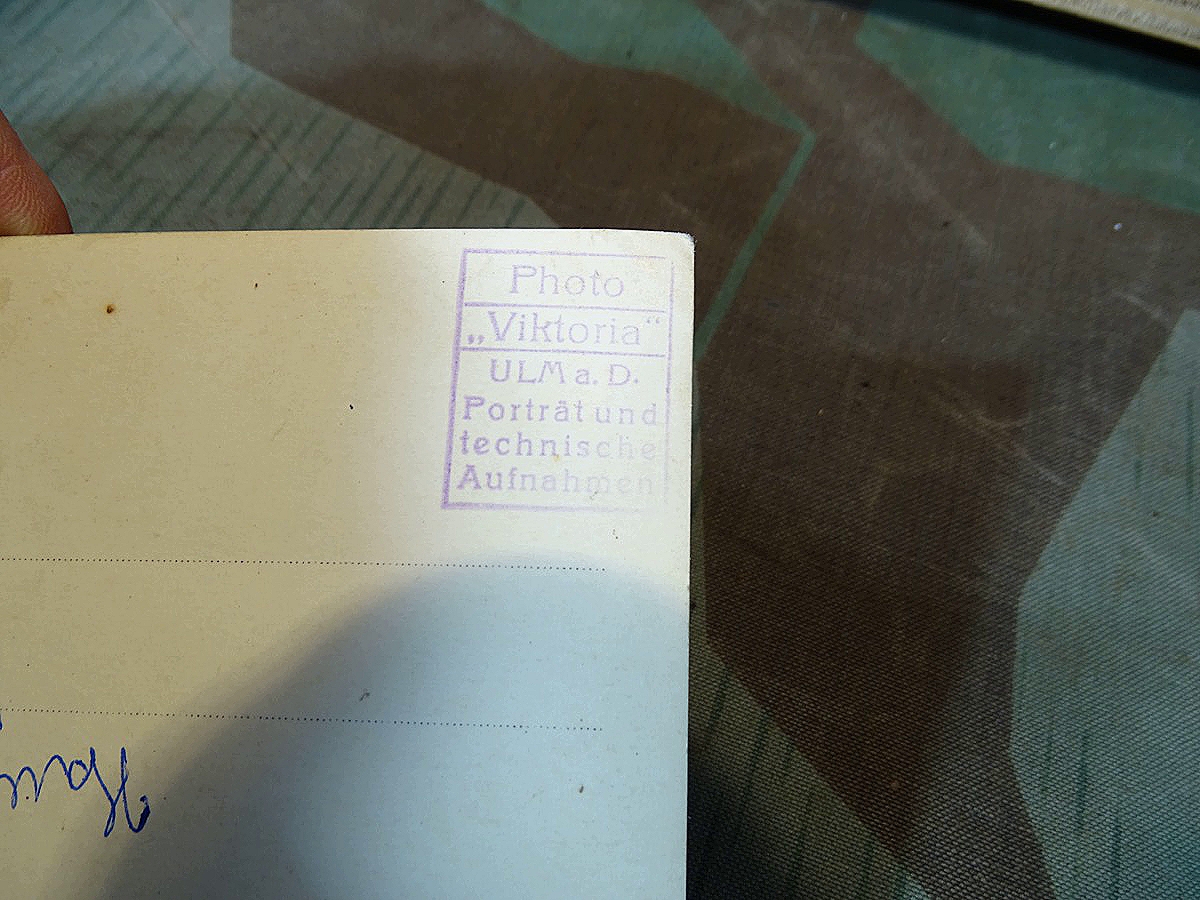 Photo
„Viktoria“
ULM a. D.
Porträt und
technische
Aufnahmen